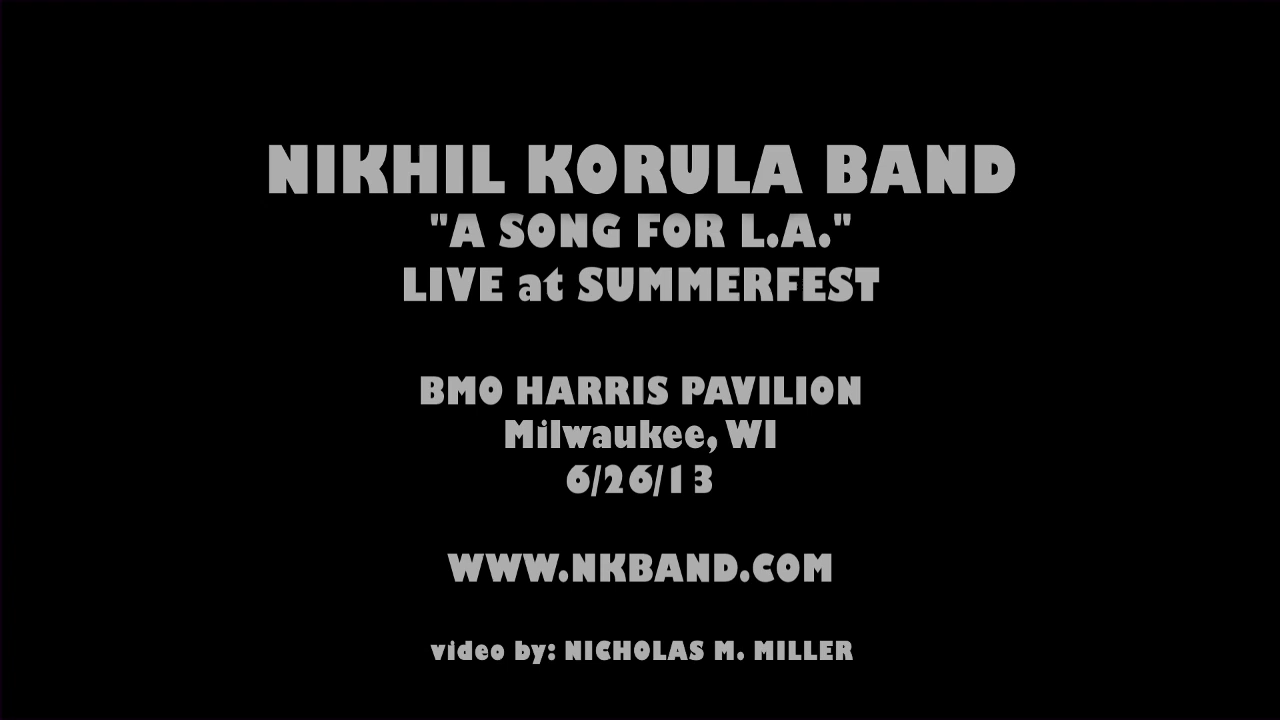 NIKHIL KORULA BAND
"A SONG FOR L.A."
LIVE at SUMMERFEST
BMO HARRIS PAVILION
Milwaukee, WI
6/26/13
WWW.NKBAND.COM
video by: NICHOLAS M. MILLER